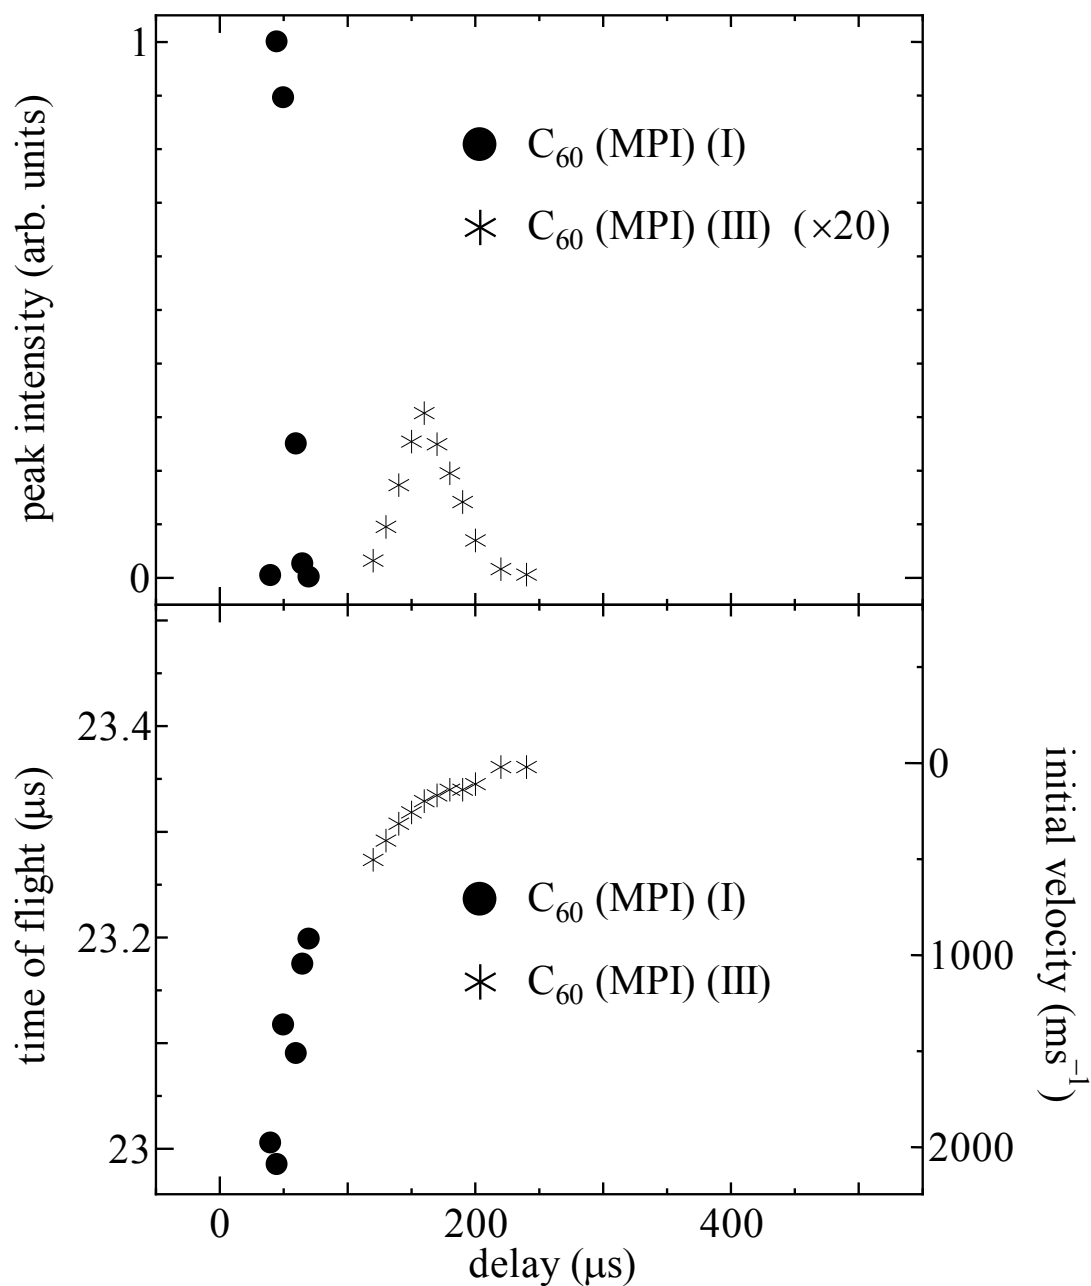 1
peak intensity (arb. units)
C₆₀ (MPI) (I)
C₆₀ (MPI) (III) (×20)
0
23.4
time of flight (μs)
23.2
23
C₆₀ (MPI) (I)
C₆₀ (MPI) (III)
0
1000
2000
initial velocity (ms⁻¹)
0 200 400
delay (μs)